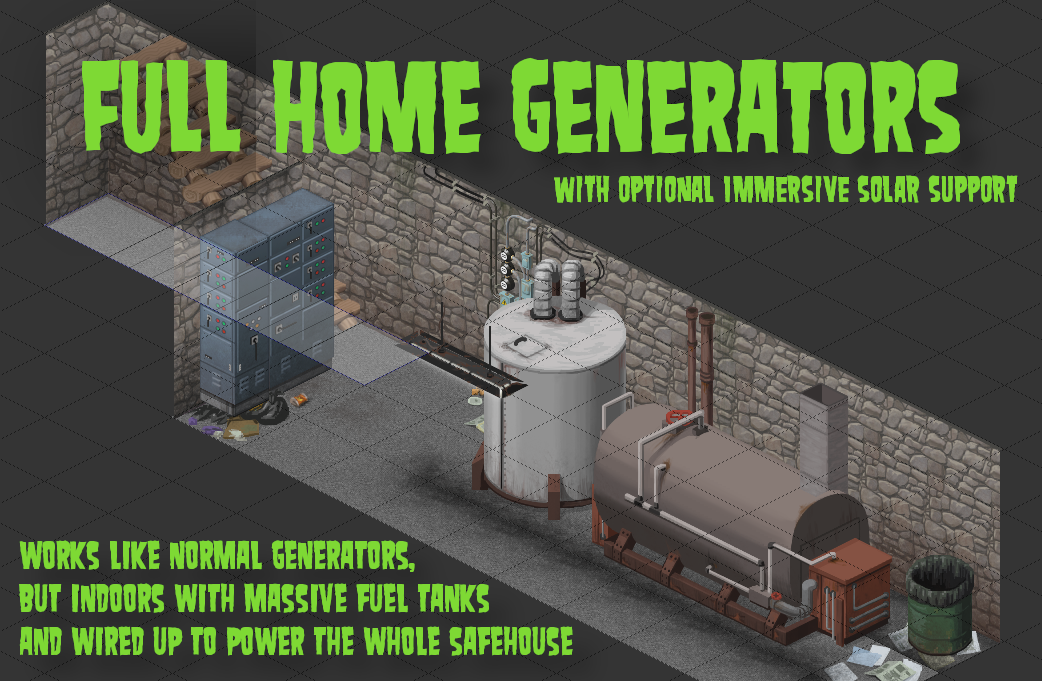 FULL HOME GENERATORS
WITH OPTIONAL IMMERSIVE SOLAR SUPPORT
WORKS LIKE NORMAL GENERATORS,
BUT INDOORS WITH MASSIVE FUEL TANKS
AND WIRED UP TO POWER THE WHOLE SAFEHOUSE